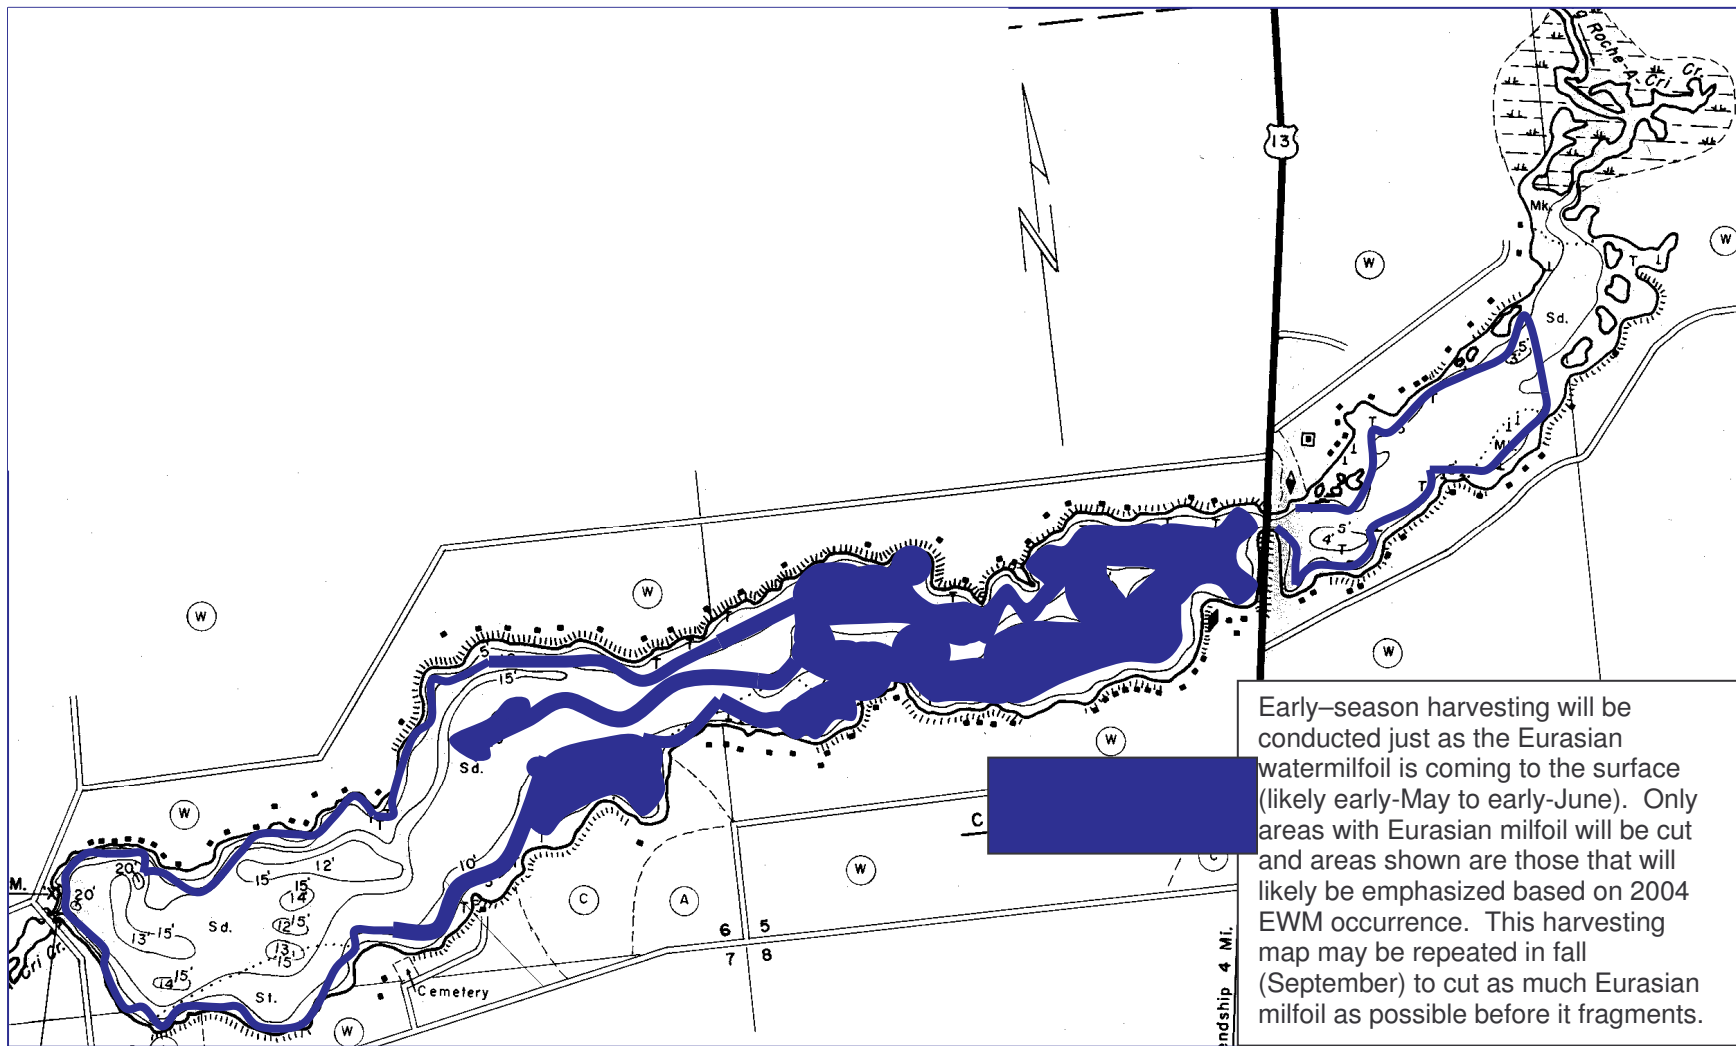 Roche-A-Cri Cr.
13
Mk.
W
W
Sd.
5'
3'
T
T
T
5'
4'
T
W
W
W
T
T
T
5'
15'
Sd.
W
W
C
W
C
A
10'
20'
20'
M.
12'
15'
15'
14'
15'
12'
13'
15'
13'
15'
Sd.
15'
14'
St.
Cri Cr.
Cemetery
W
6 5
7 8
endship 4 Mi.
Early–season harvesting will be
conducted just as the Eurasian
watermilfoil is coming to the surface
(likely early-May to early-June). Only
areas with Eurasian milfoil will be cut
and areas shown are those that will
likely be emphasized based on 2004
EWM occurrence. This harvesting
map may be repeated in fall
(September) to cut as much Eurasian
milfoil as possible before it fragments.